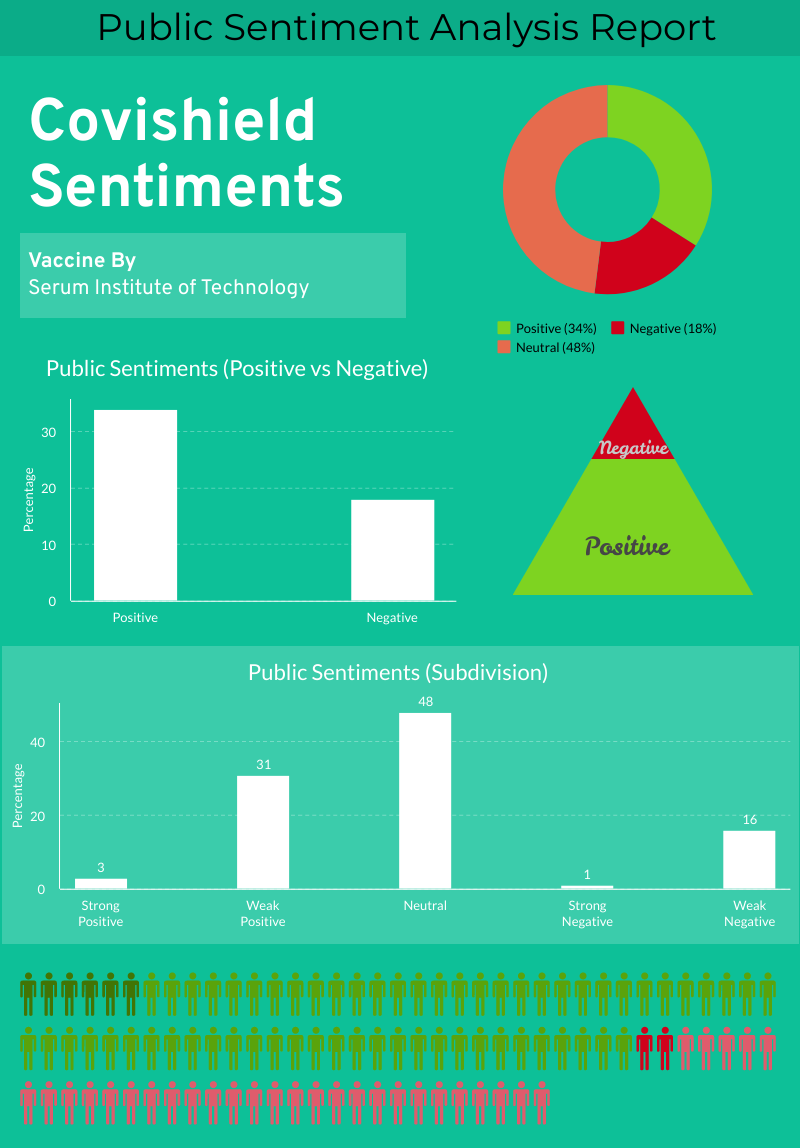 Public Sentiment Analysis Report
Covishield
Sentiments
Vaccine By
Serum Institute of Technology
Positive (34%) Negative (18%)
Neutral (48%)
Public Sentiments (Positive vs Negative)
Percentage
30
20
10
0
Positive Negative
Negative
Positive
Public Sentiments (Subdivision)
Percentage
40
20
0
3 31 48 1 16
Strong Positive
Weak Positive
Neutral
Strong Negative
Weak Negative